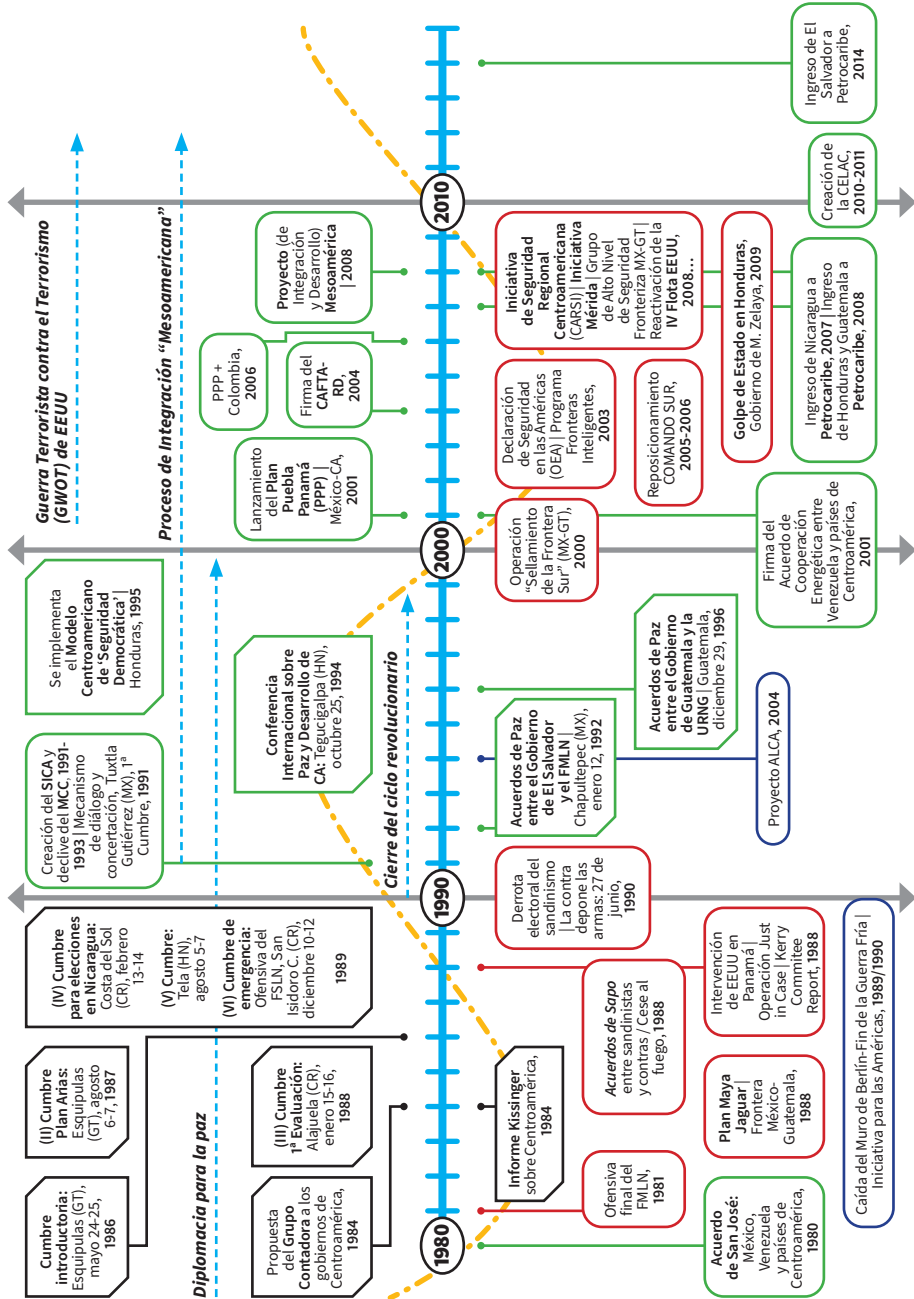 Guerra Terrorista contra el Terrorismo
(GWOT) de EEUU
Proceso de Integración “Mesoamericana”
Diplomacia para la paz
Cierre del ciclo revolucionario
Cumbre
introductoria:
Esquipulas (GT),
mayo 24-25,
1986
(II) Cumbre
Plan Arias:
Esquipulas
(GT), agosto
6-7, 1987
(IV) Cumbre
para elecciones
en Nicaragua:
Costa del Sol
(CR), febrero
13-14
(V) Cumbre:
Tela (HN),
agosto 5-7
(VI) Cumbre de
emergencia:
Ofensiva del
FSLN, San
Isidoro C. (CR),
diciembre 10-12
1989
Creación del SICA y
declive del MCC, 1991-
1993 | Mecanismo
de diálogo y
concertación, Tuxtla
Gutiérrez (MX), 1ª
Cumbre, 1991
Se implementa
el Modelo
Centroamericano
de ‘Seguridad
Democrática’ |
Honduras, 1995
Propuesta
del Grupo
Contadora a los
gobiernos de
Centroamérica,
1984
(III) Cumbre
1ª Evaluación:
Alajuela (CR),
enero 15-16,
1988
Conferencia
Internacional sobre
Paz y Desarrollo de
CA: Tegucigalpa (HN),
octubre 25, 1994
Lanzamiento
del Plan
Puebla
Panamá
(PPP) |
México-CA,
2001
PPP +
Colombia,
2006
Firma del
CAFTA-
RD,
2004
Proyecto (de
Integración
y Desarrollo)
Mesoamérica
| 2008
1980
1990
2000
2010
Informe Kissinger
sobre Centroamérica,
1984
Offensiva
final del
FMLN,
1981
Acuerdo
de San José:
México,
Venezuela
y países de
Centroamérica,
1980
Acuerdos de Sapo
entre sandinistas
y contras / Cese al
fuego, 1988
Plan Maya
Jaguar |
Frontera
México-
Guatemala,
1988
Intervención
de EEUU en
Panamá |
Operación Just
in Case | Kerry
Committee
Report, 1988
Derrota
electoral del
sandinismo
| La contra
depone las
armas: 27 de
junio,
1990
Caída del Muro de Berlín-Fin de la Guerra Fría |
Iniciativa para las Américas, 1989/1990
Acuerdos de Paz
entre el Gobierno
de El Salvador
y el FMLN |
Chapultepec (MX),
enero 12, 1992
Acuerdos de Paz
entre el Gobierno
de Guatemala y la
URNG | Guatemala,
diciembre 29, 1996
Proyecto ALCA, 2004
Operación
“Sellamiento
de la Frontera
Sur” (MX-GT),
2000
Firma del
Acuerdo de
Cooperación
Energética entre
Venezuela y países de
Centroamérica,
2001
Declaración
de Seguridad
en las Américas
(OEA) | Programa
Fronteras
Inteligentes,
2003
Reposicionamiento
COMANDO SUR,
2005-2006
Iniciativa
de Seguridad
Regional
Centroamericana
(CARSI) | Iniciativa
Mérida | Grupo
de Alto Nivel
de Seguridad
Fronteriza MX-GT |
Reactivación de la
IV Flota EEUU,
2008...
Golpe de Estado en Honduras,
Gobierno de M. Zelaya, 2009
Ingreso de Nicaragua a
Petrocaribe, 2007 | Ingreso
de Honduras y Guatemala a
Petrocaribe, 2008
Creación de
la CELAC,
2010-2011
Ingreso de El
Salvador a
Petrocaribe,
2014